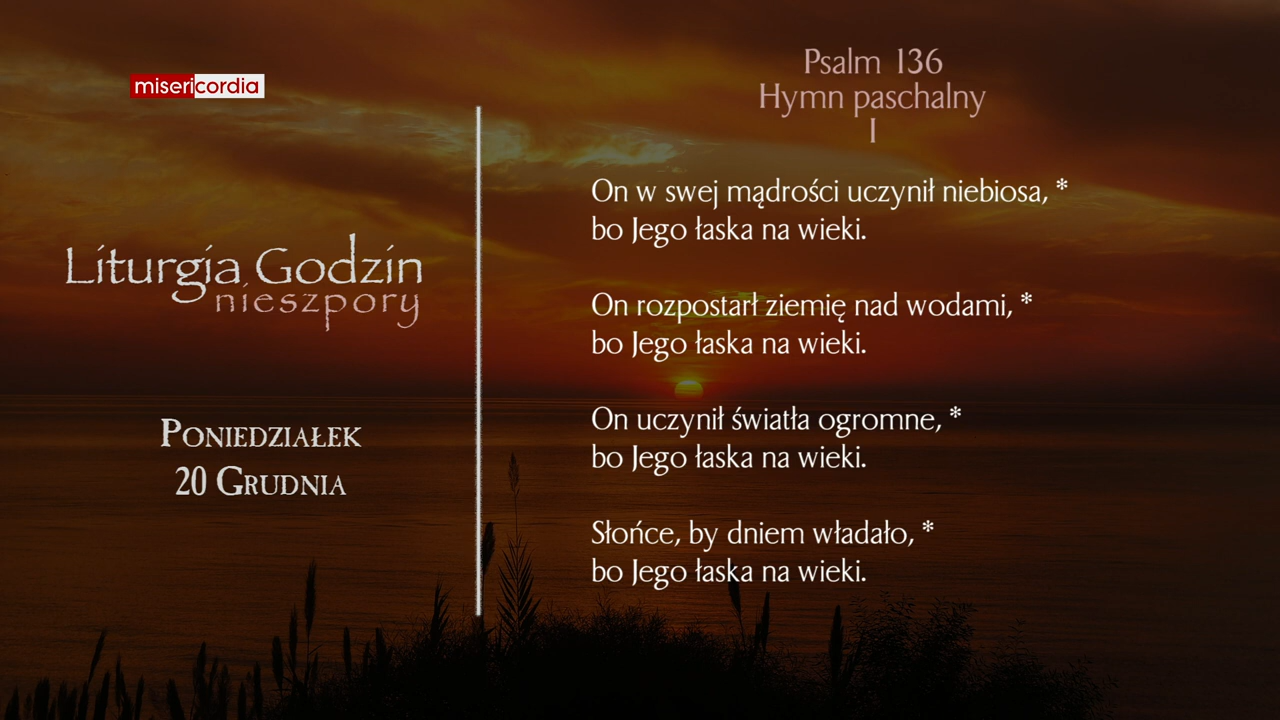 misericordia
Liturgia Godzin
nieszpory
Poniedziałek
20 Grudnia
Psalm 136
Hymn paschalny
I
On w swej mądrości uczynił niebiosa, *
bo Jego łaska na wieki.
On rozpostarł ziemię nad wodami, *
bo Jego łaska na wieki.
On uczynił światła ogromne, *
bo Jego łaska na wieki.
Słońce, by dniem władało, *
bo Jego łaska na wieki.